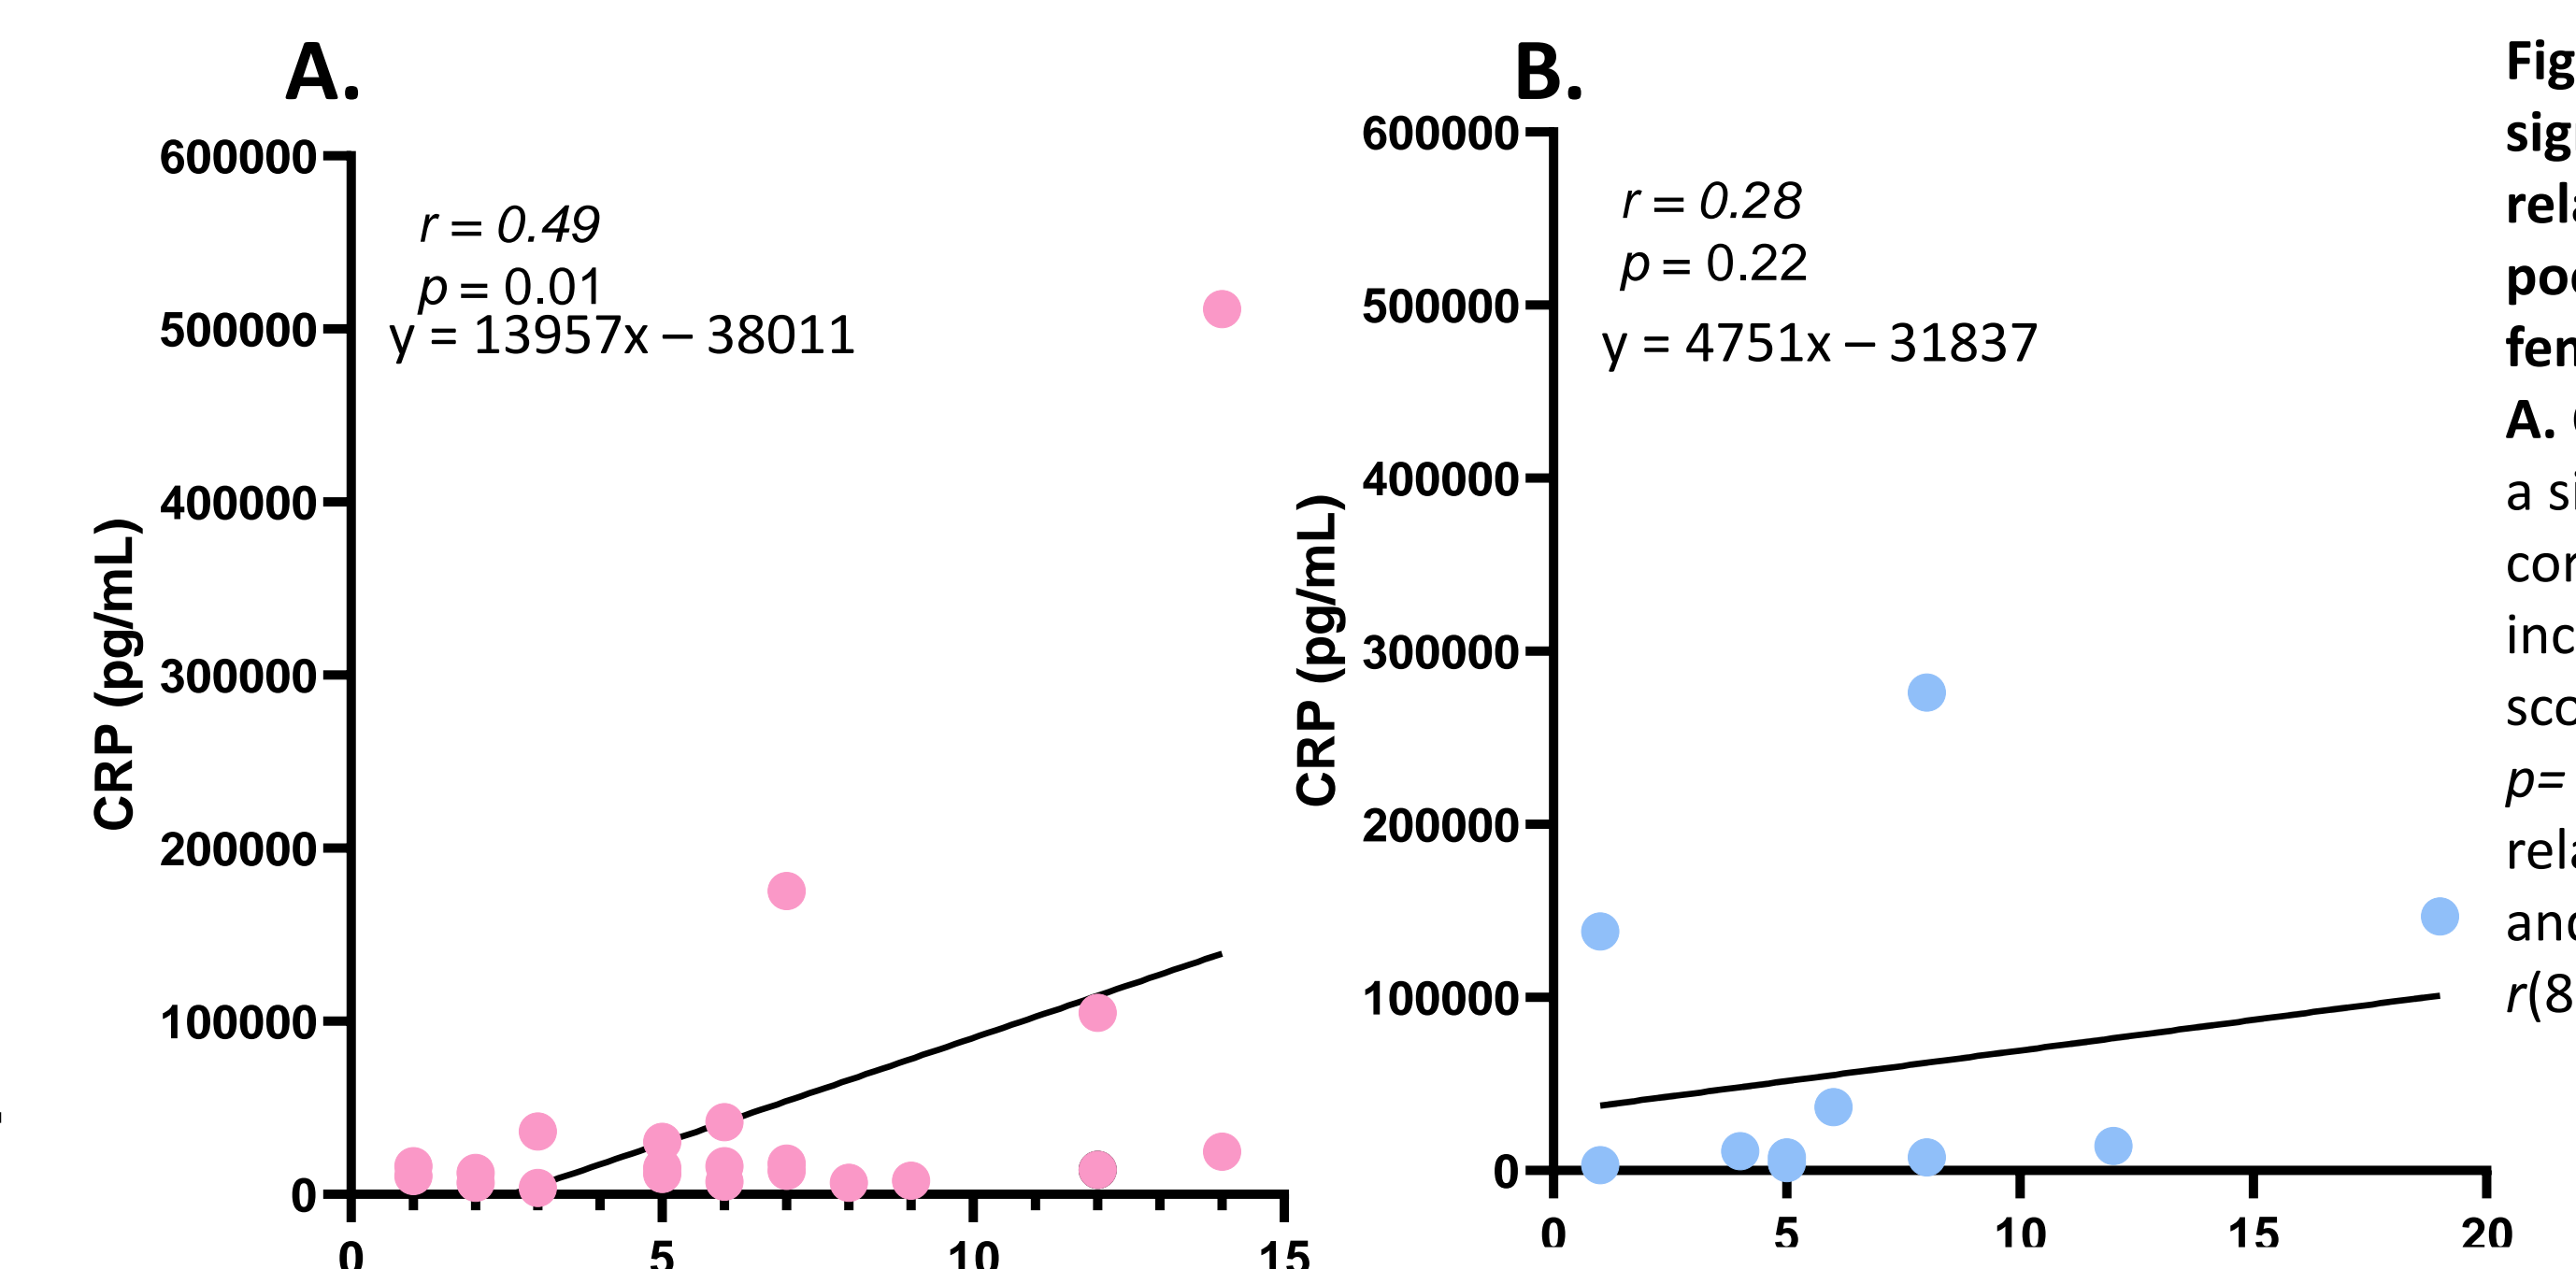 A.
600000
500000
400000
300000
200000
100000
0
CRP (pg/mL)
r = 0.49
p = 0.01
y = 13957x – 38011
0 5 10 15
B.
600000
500000
400000
300000
200000
100000
0
CRP (pg/mL)
r = 0.28
p = 0.22
y = 4751x – 31837
0 5 10 15 20
A.
a
p=
r(8